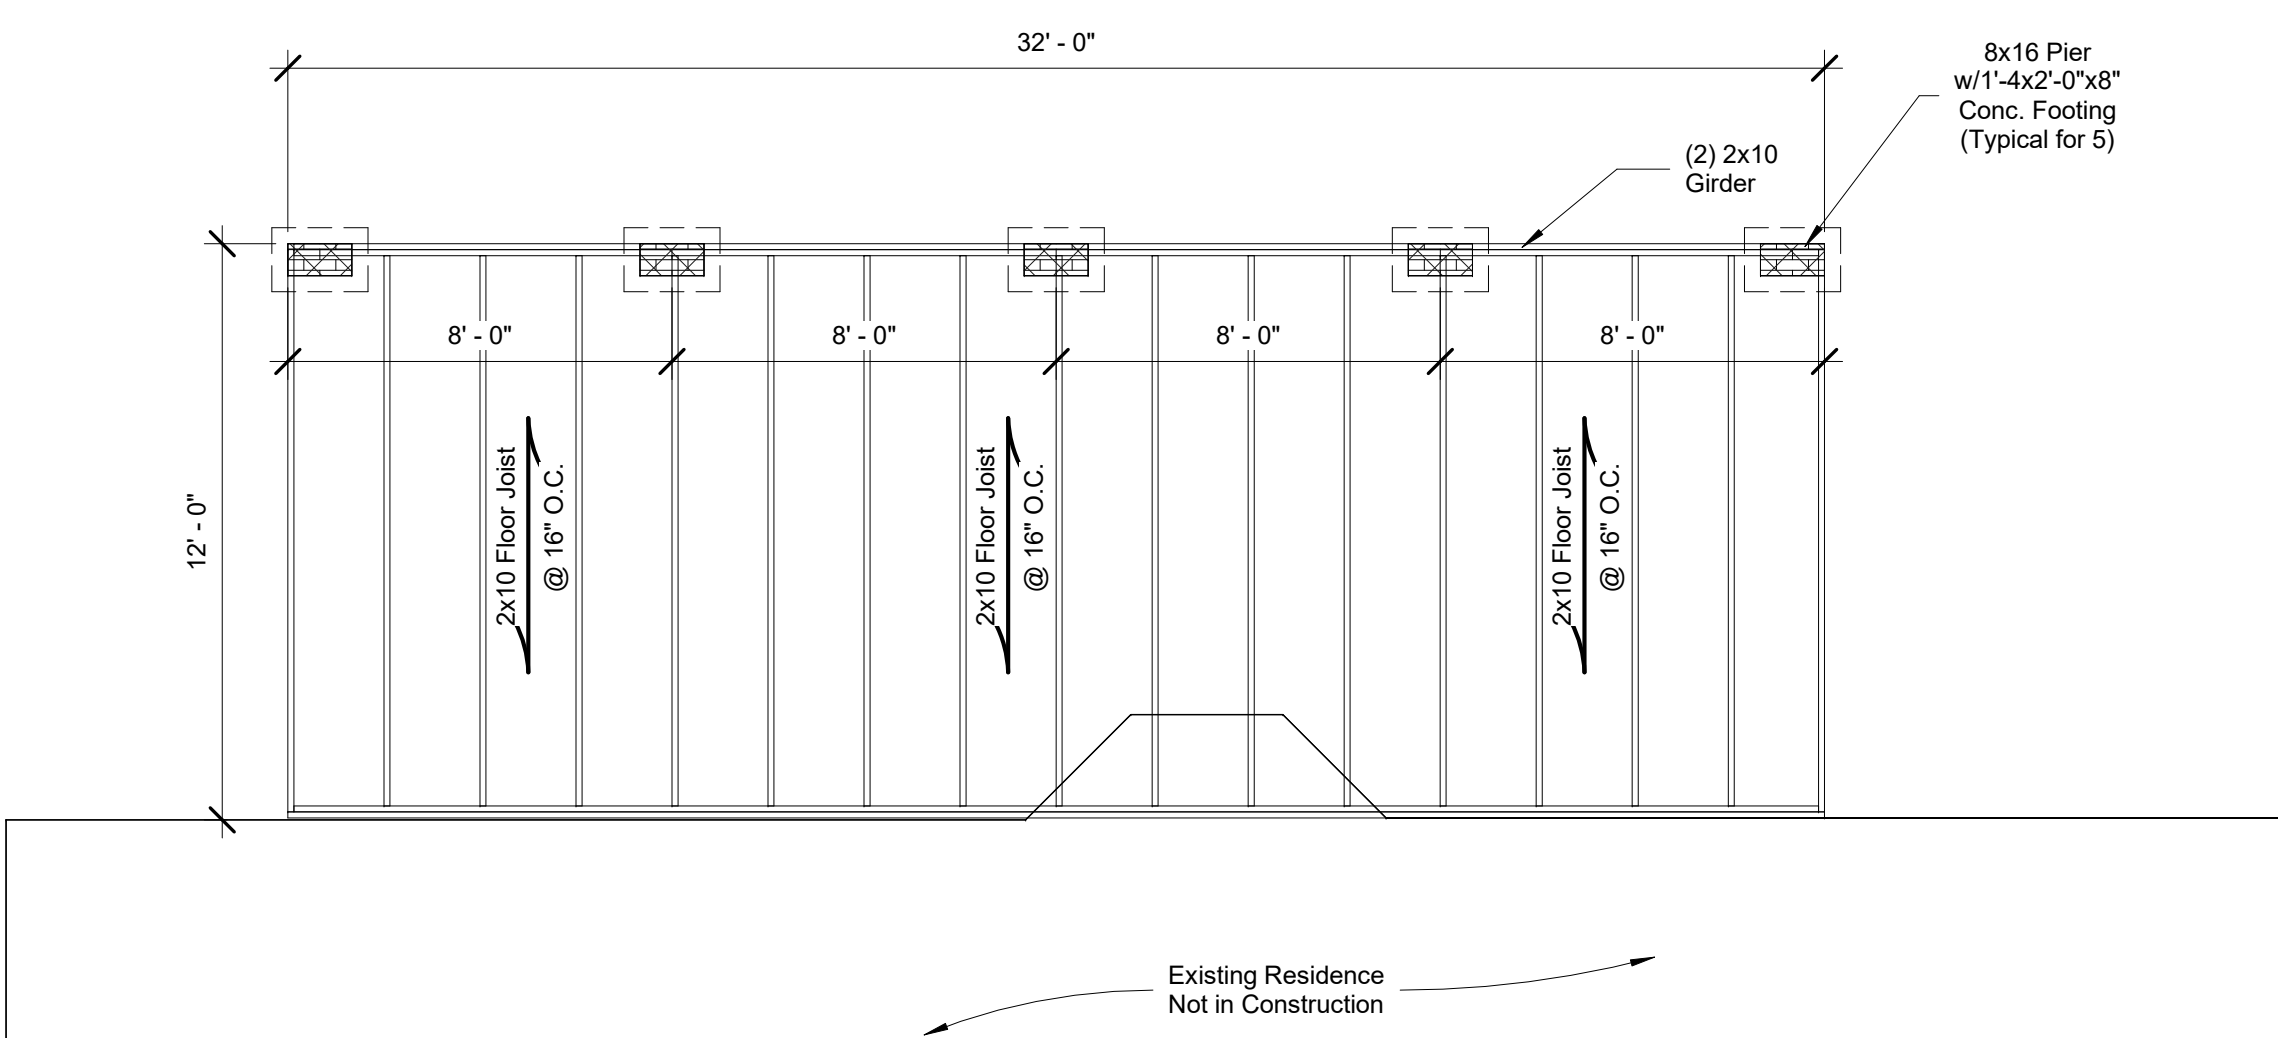 32' - 0"
8x16 Pier
w/1'-4x2'-0"x8"
Conc. Footing
(Typical for 5)
(2) 2x10
Girder
8' - 0"
8' - 0"
8' - 0"
8' - 0"
12' - 0"
2x10 Floor Joist
@ 16" O.C.
2x10 Floor Joist
@ 16" O.C.
2x10 Floor Joist
@ 16" O.C.
Existing Residence
Not in Construction